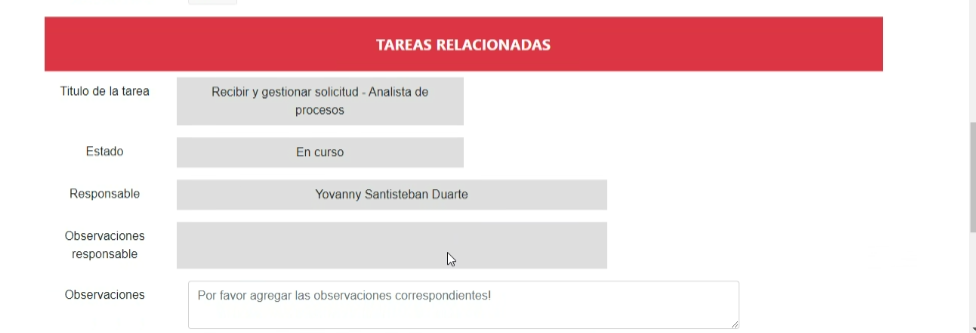 TAREAS RELACIONADAS
Titulo de la tarea
Recibir y gestionar solicitud - Analista de
procesos
Estado
En curso
Responsable
Yovanny Santisteban Duarte
Observaciones
responsable
Observaciones
Por favor agregar las observaciones correspondientes!